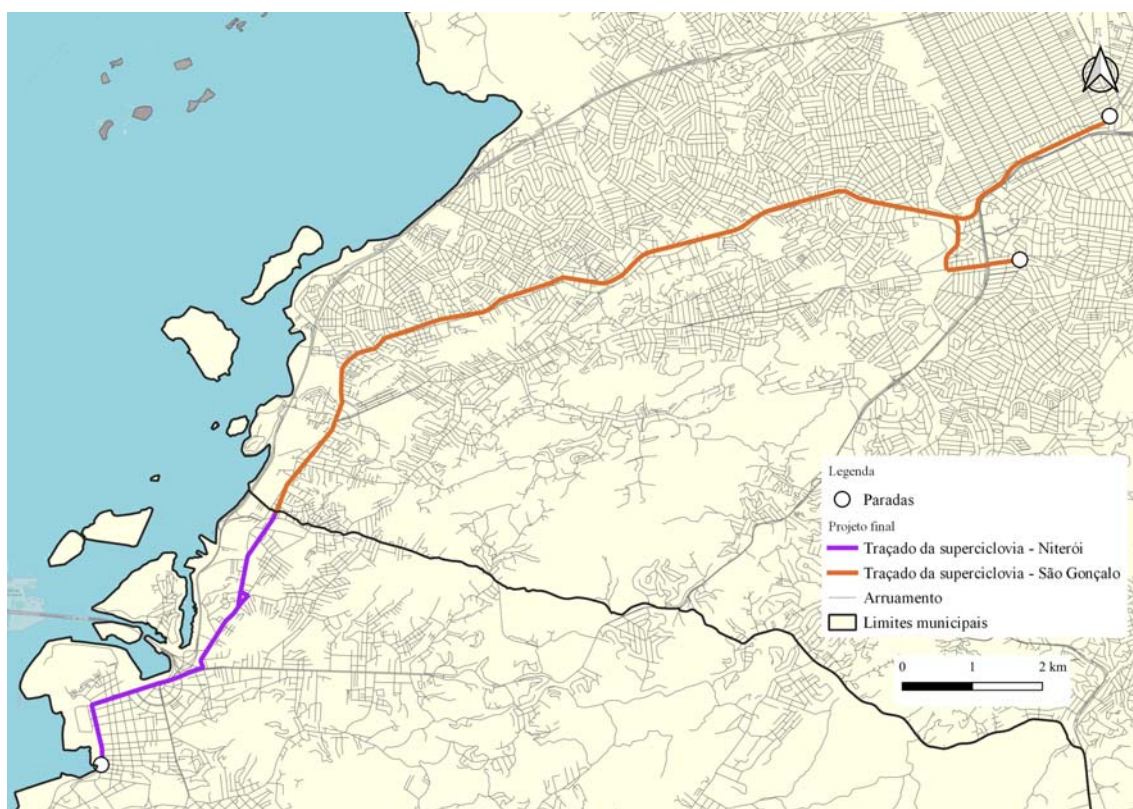 Legenda
Paradas
Projeto final
Traçado da superciclovia - Niterói
Traçado da superciclovia - São Gonçalo
Arruamento
Limites municipais
0 1 2 km